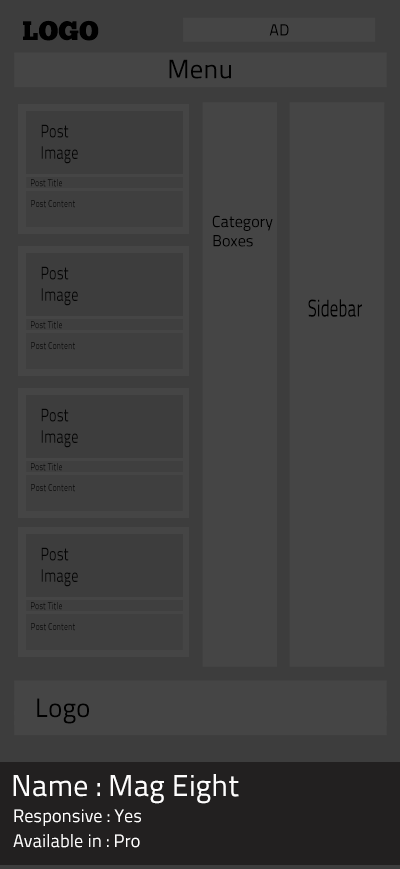 LOGO
AD
Menu
Post
Image
Post Title
Post Content
Post
Image
Post Title
Post Content
Post
Image
Post Title
Post Content
Post
Image
Post Title
Post Content
Category
Boxes
Sidebar
Logo
Name : Mag Eight
Responsive : Yes
Available in : Pro